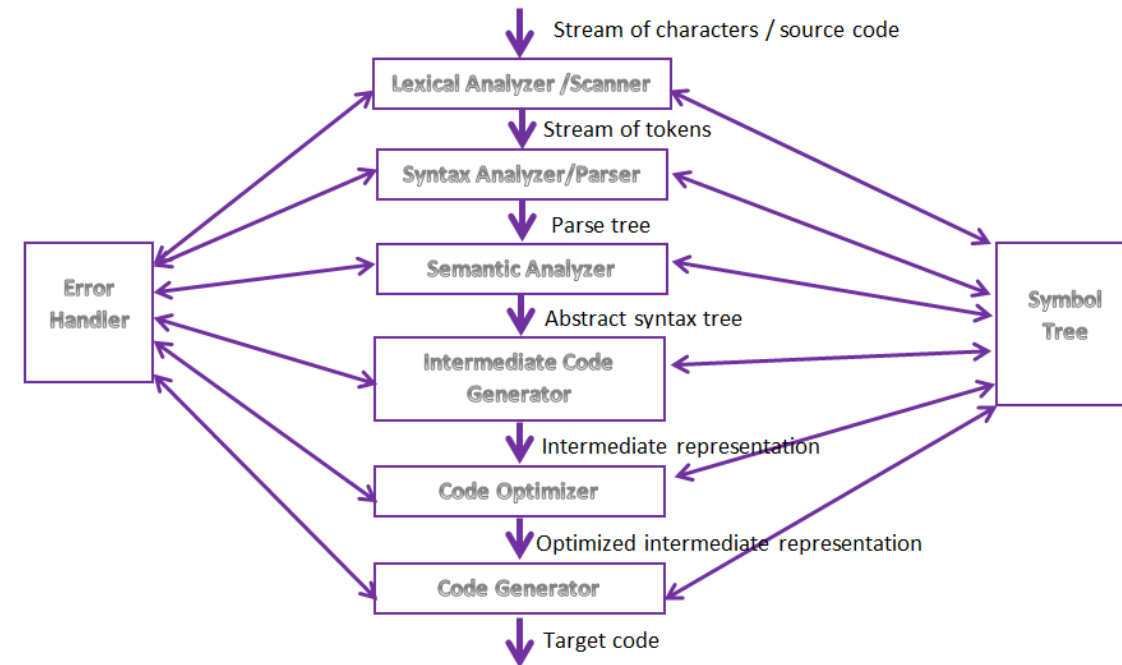 Stream of characters / source code
Lexical Analyzer /Scanner
Stream of tokens
Syntax Analyzer/Parser
Parse tree
Semantic Analyzer
Error
Handler
Symbol
Tree
Abstract syntax tree
Intermediate Code
Generator
Intermediate representation
Code Optimizer
Optimized intermediate representation
Code Generator
Target code